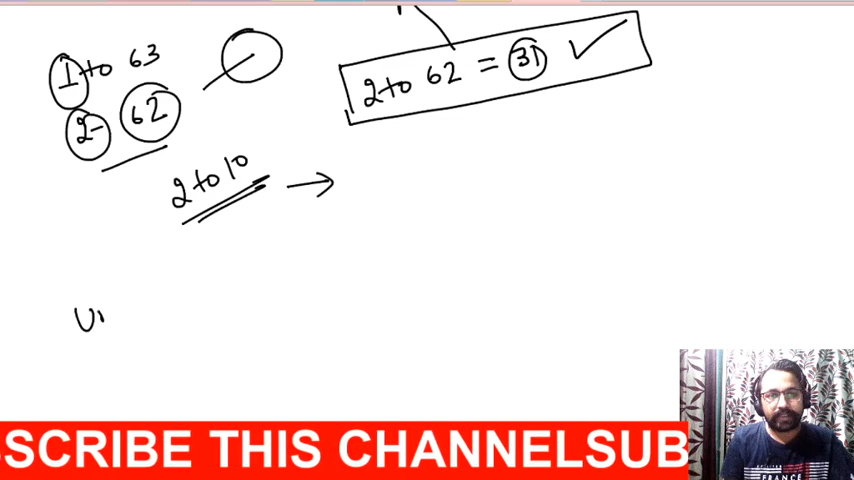 1 to 63
2- 62
2 to 62 = 31
2 to 10 →
SCRIBE THIS CHANNELSUB
FRANCE